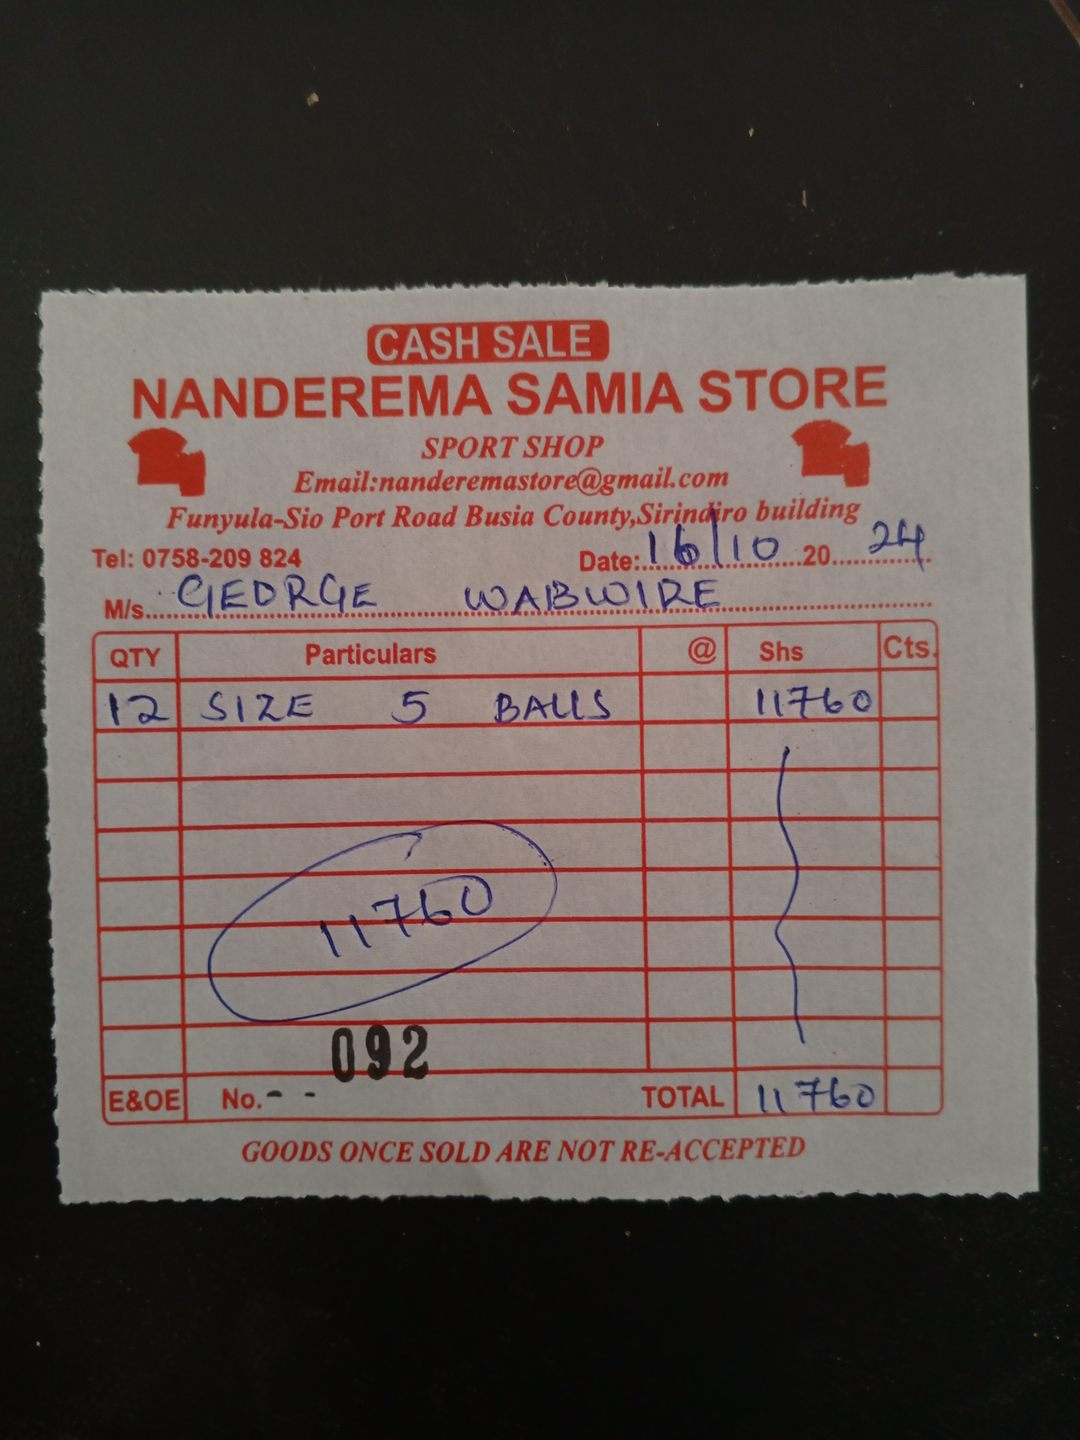 CASH SALE
NANDEREMA SAMIA STORE
SPORT SHOP
Email:nanderemastore@gmail.com
Funyula-Sio Port Road Busia County,Sirindiro building
Tel: 0758-209 824 Date: 16/10 20 24
M/s. GEORGE WABWIRE
QTY Particulars @ Shs Cts.
12 SIZE 5 BALLS 11760
11760
092
E&OE No.- - TOTAL 11760
GOODS ONCE SOLD ARE NOT RE-ACCEPTED